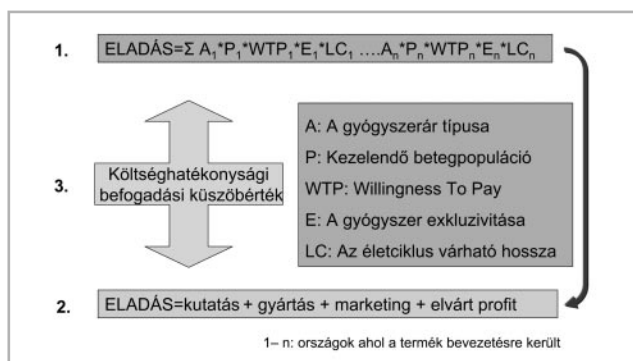 1. ELADÁS=Σ A₁*P₁*WTP₁*E₁*LC₁ ....Aₙ*Pₙ*WTPₙ*Eₙ*LCₙ
A: A gyógyszerár típusa
P: Kezelendő betegpopuláció
WTP: Willingness To Pay
E: A gyógyszer exkluzivitása
LC: Az életciklus várható hossza
3. Költséghatékonysági
befogadási küszöbérték
2. ELADÁS=kutatás + gyártás + marketing + elvárt profit
1– n: országok ahol a termék bevezetésre került